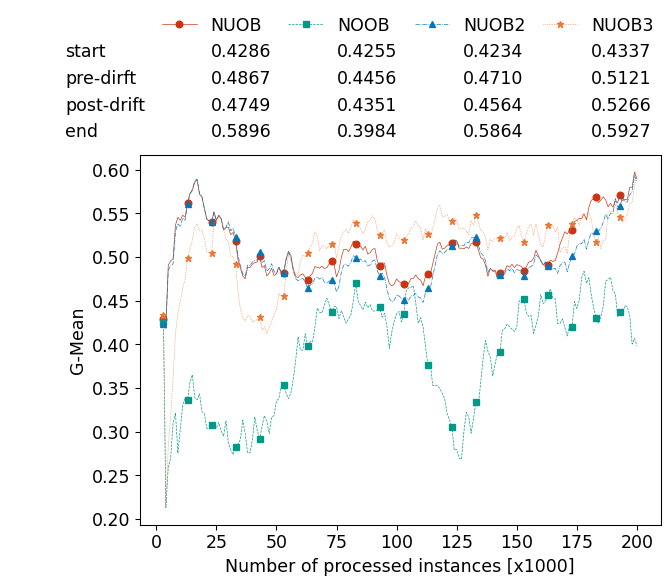 NUOB NOOB NUOB2 NUOB3
start 0.4286 0.4255 0.4234 0.4337
pre-dirft 0.4867 0.4456 0.4710 0.5121
post-drift 0.4749 0.4351 0.4564 0.5266
end 0.5896 0.3984 0.5864 0.5927
0.60
0.55
0.50
0.45
0.40
0.35
0.30
0.25
0.20
G-Mean
0 25 50 75 100 125 150 175 200
Number of processed instances [x1000]